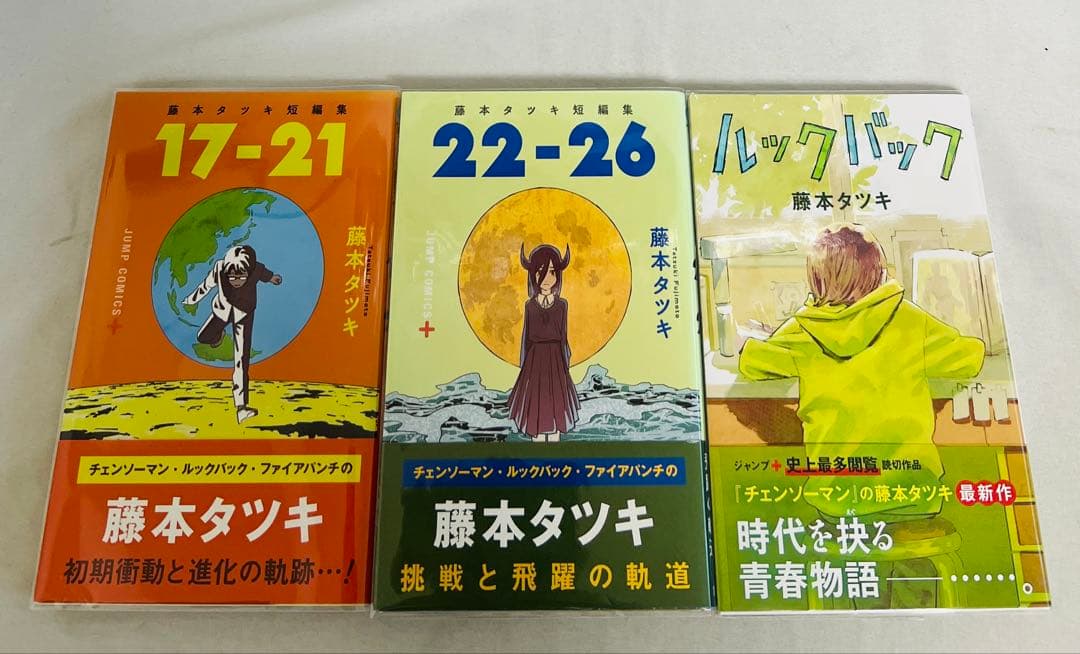 藤本タツキ短編集
17-21
藤本タツキ
Tatsuki Fujimoto
JUMP COMICS+
チェンソーマン・ルックバック・ファイアパンチの
藤本タツキ
初期衝動と進化の軌跡…!
藤本タツキ短編集
22-26
藤本タツキ
Tatsuki Fujimoto
JUMP COMICS+
チェンソーマン・ルックバック・ファイアパンチの
藤本タツキ
挑戦と飛躍の軌道
ルックバック
藤本タツキ
ジャンプ+史上最多閲覧読切作品
『チェンソーマン』の藤本タツキ最新作
時代を抉る
えぐ
青春物語――……。